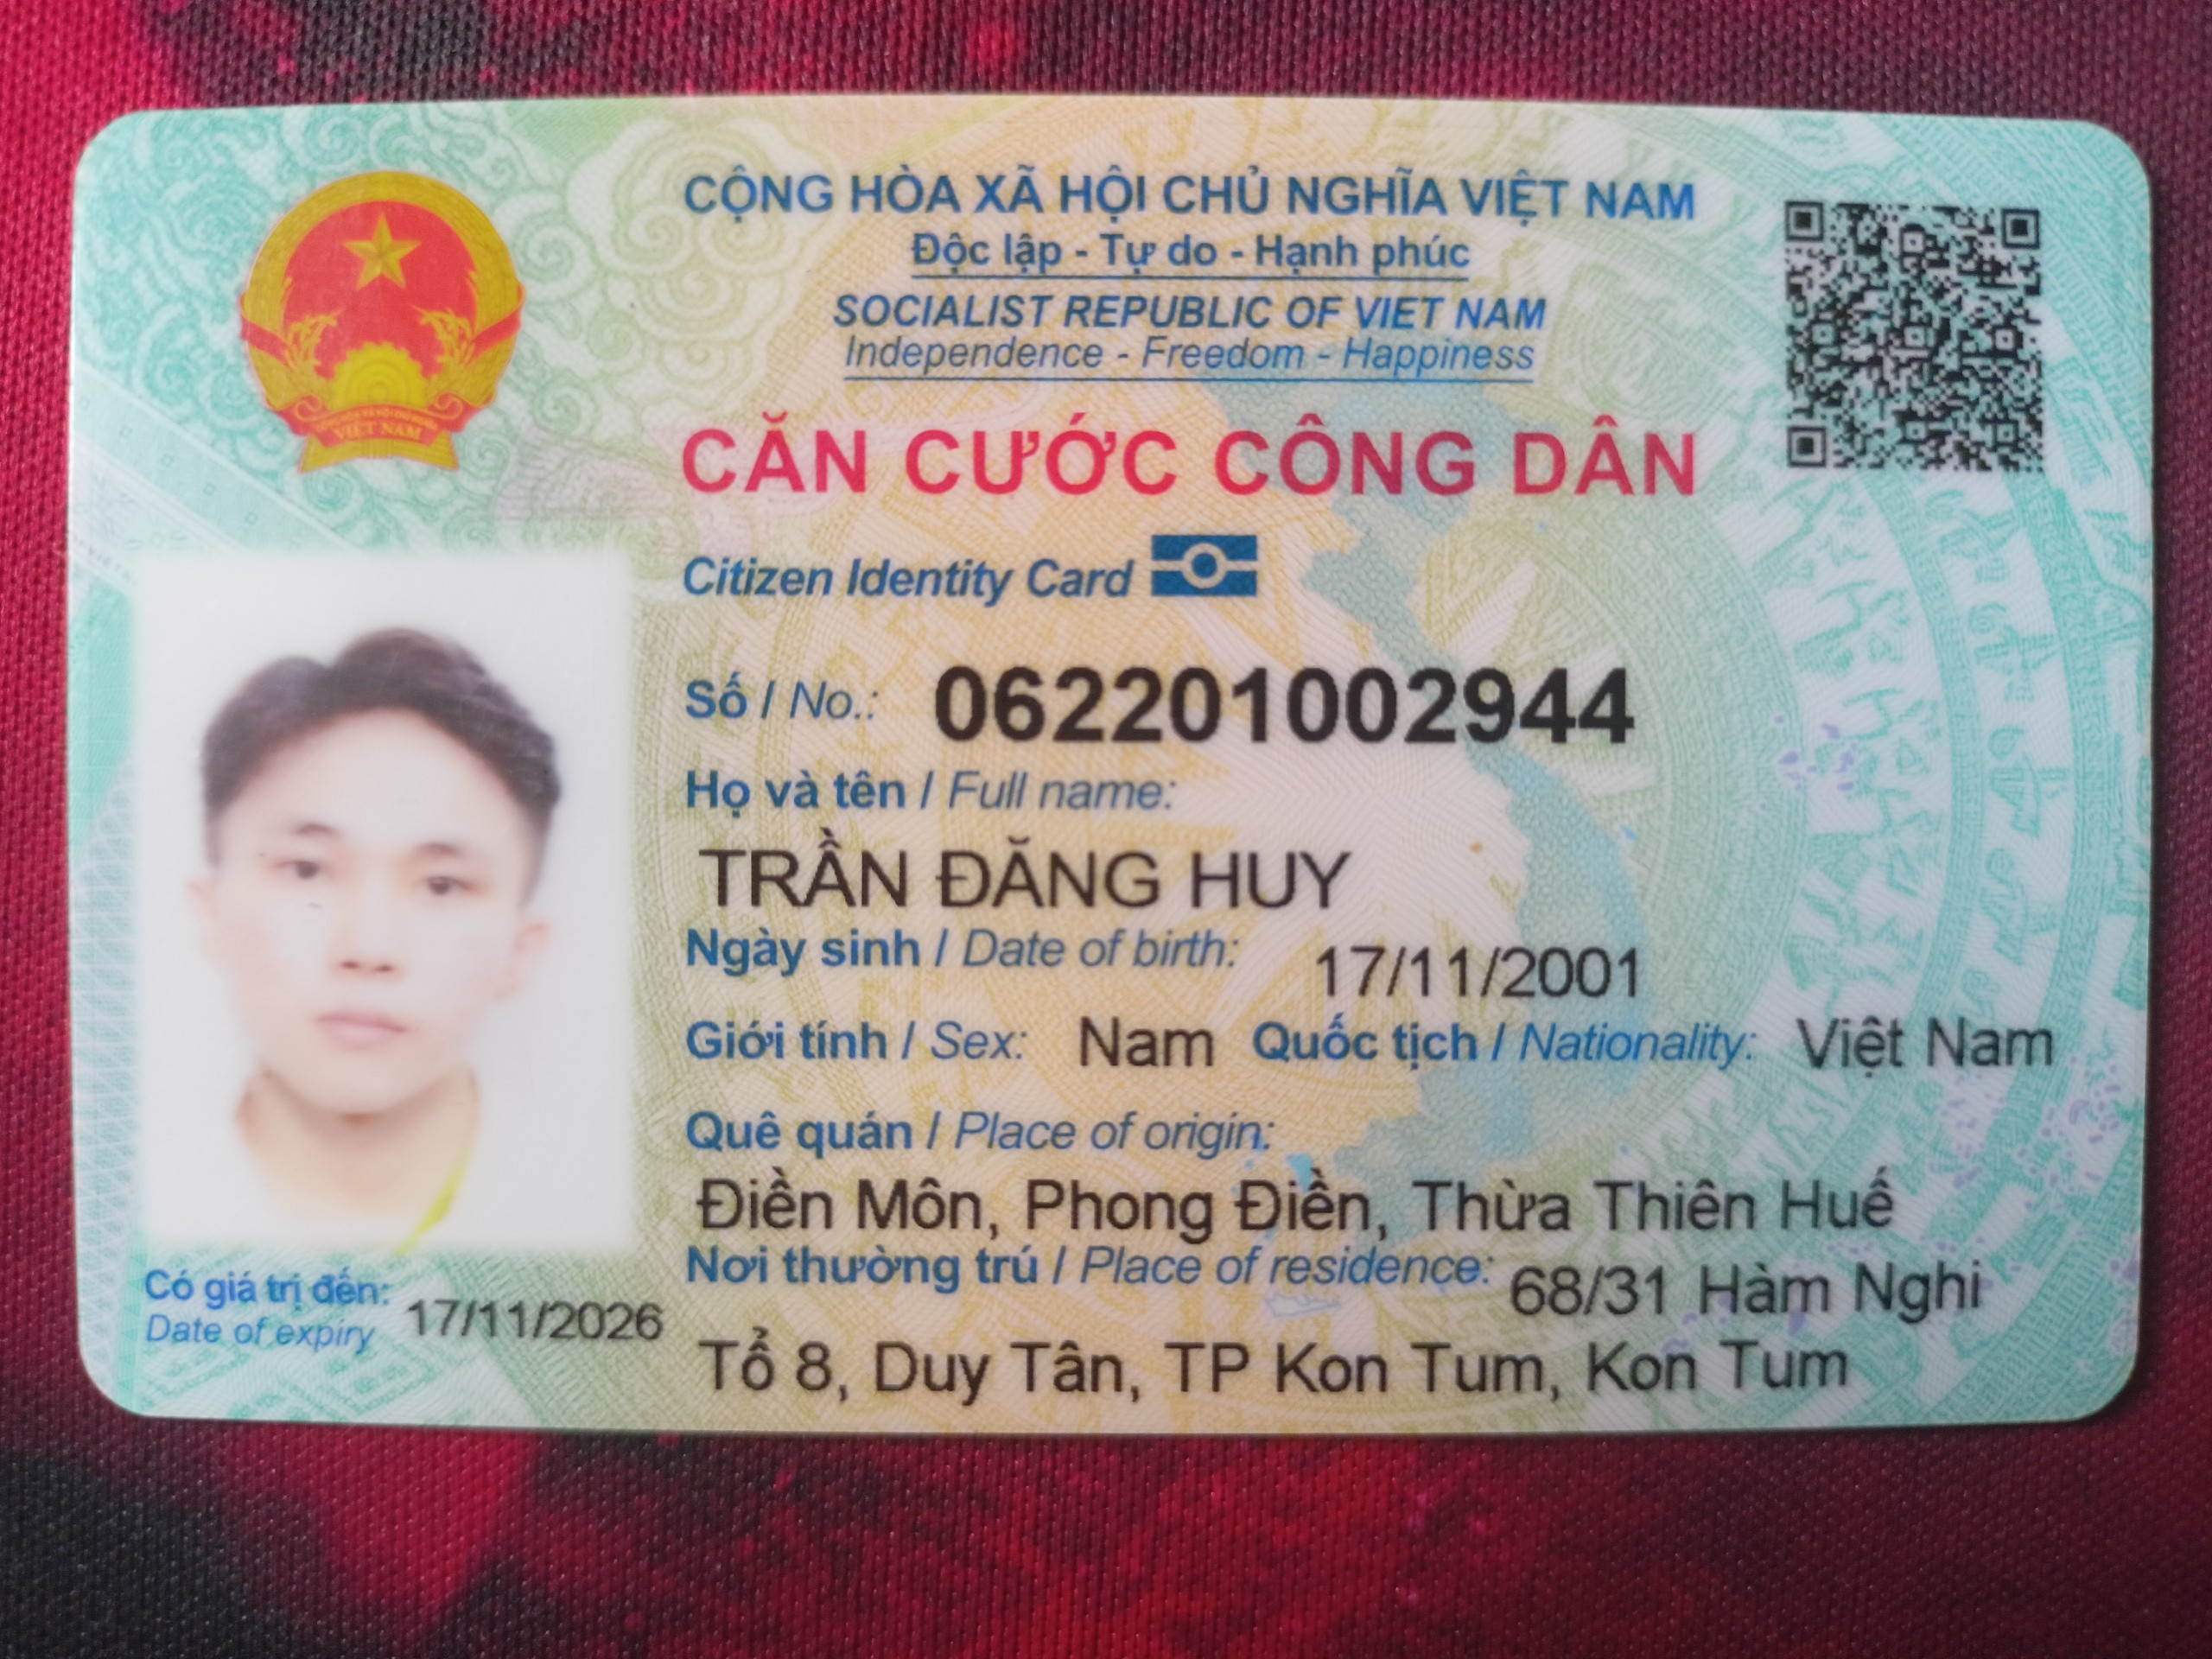 CỘNG HÒA XÃ HỘI CHỦ NGHĨA VIỆT NAM
Độc lập - Tự do - Hạnh phúc
SOCIALIST REPUBLIC OF VIET NAM
Independence - Freedom - Happiness
CĂN CƯỚC CÔNG DÂN
Citizen Identity Card
Số / No.: 062201002944
Họ và tên / Full name:
TRẦN ĐĂNG HUY
Ngày sinh / Date of birth: 17/11/2001
Giới tính / Sex: Nam Quốc tịch / Nationality: Việt Nam
Quê quán / Place of origin:
Điền Môn, Phong Điền, Thừa Thiên Huế
Nơi thường trú / Place of residence: 68/31 Hàm Nghi
Tổ 8, Duy Tân, TP Kon Tum, Kon Tum
Có giá trị đến: 17/11/2026
Date of expiry
VIỆT NAM